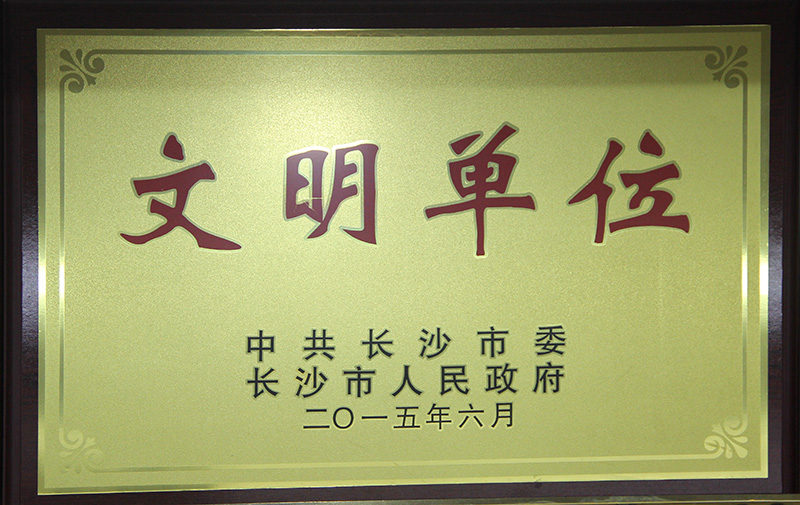 文明单位
中共长沙市委
长沙市人民政府
二〇一五年六月